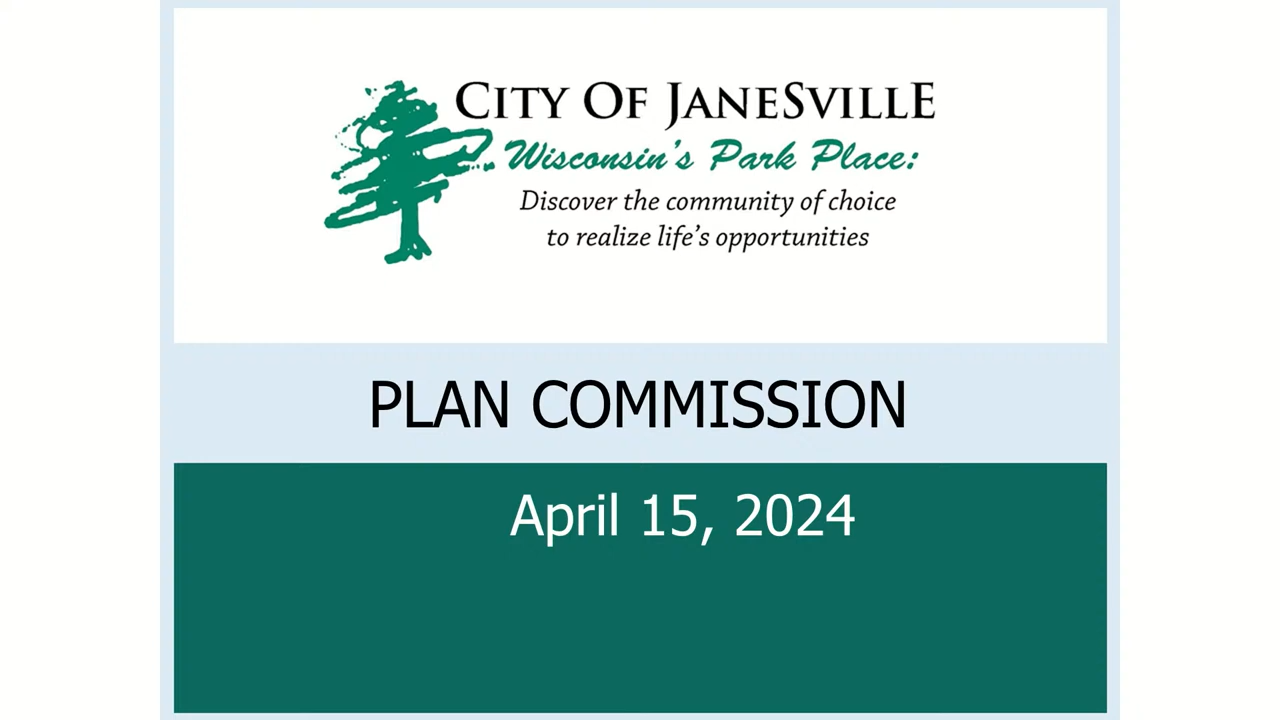 CITY OF JANESVILLE
Wisconsin's Park Place:
Discover the community of choice
to realize life's opportunities
PLAN COMMISSION
April 15, 2024